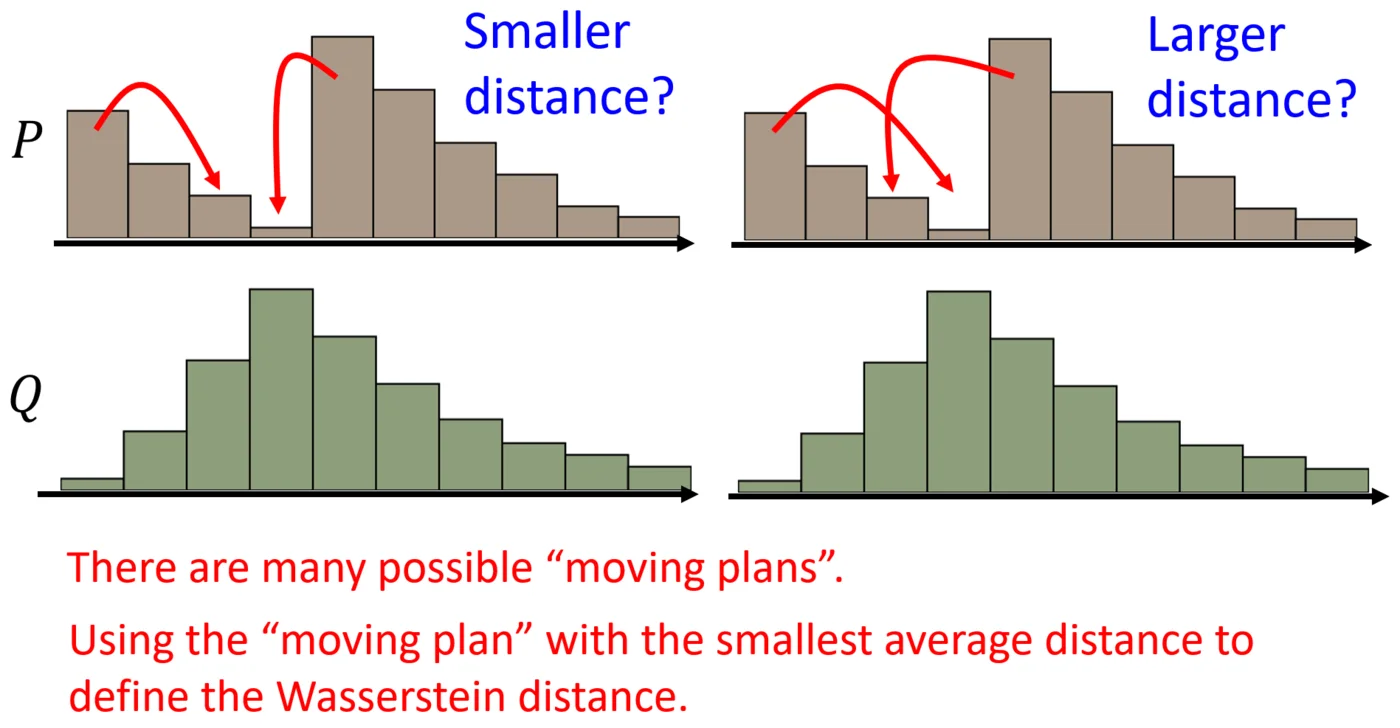 Smaller
distance?
Larger
distance?
P
Q
There are many possible “moving plans”.
Using the “moving plan” with the smallest average distance to
define the Wasserstein distance.